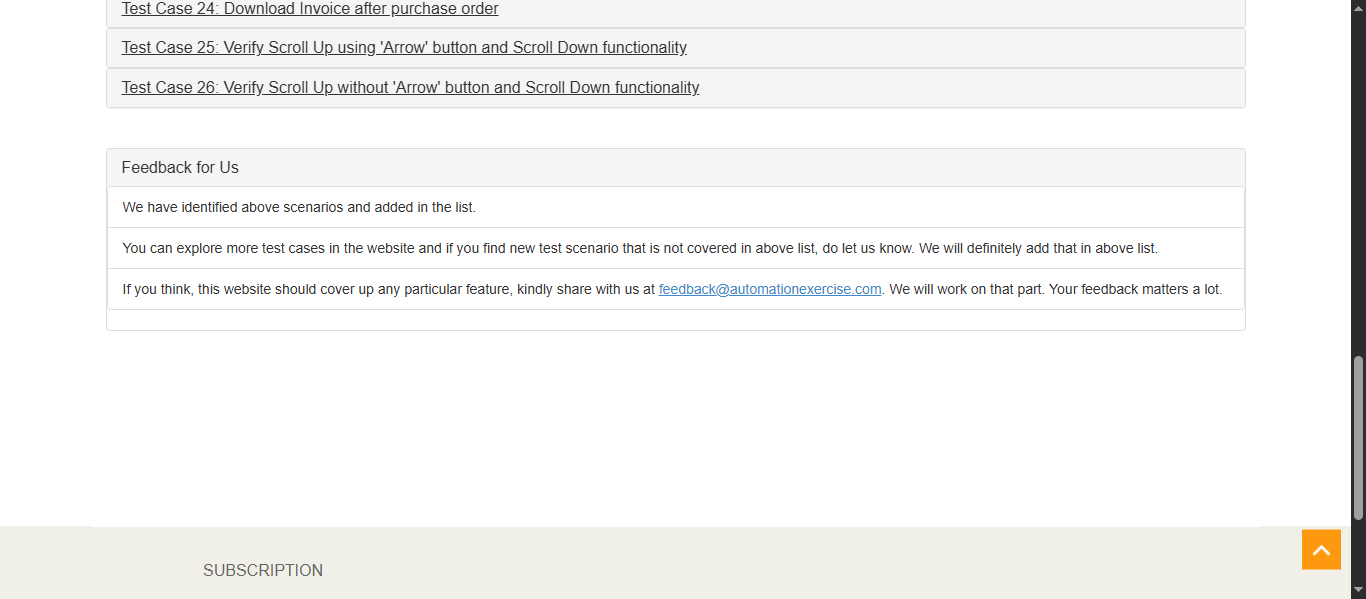 Test Case 24: Download Invoice after purchase order
Test Case 25: Verify Scroll Up using 'Arrow' button and Scroll Down functionality
Test Case 26: Verify Scroll Up without 'Arrow' button and Scroll Down functionality
Feedback for Us
We have identified above scenarios and added in the list.
You can explore more test cases in the website and if you find new test scenario that is not covered in above list, do let us know. We will definitely add that in above list.
If you think, this website should cover up any particular feature, kindly share with us at feedback@automationexercise.com. We will work on that part. Your feedback matters a lot.
SUBSCRIPTION